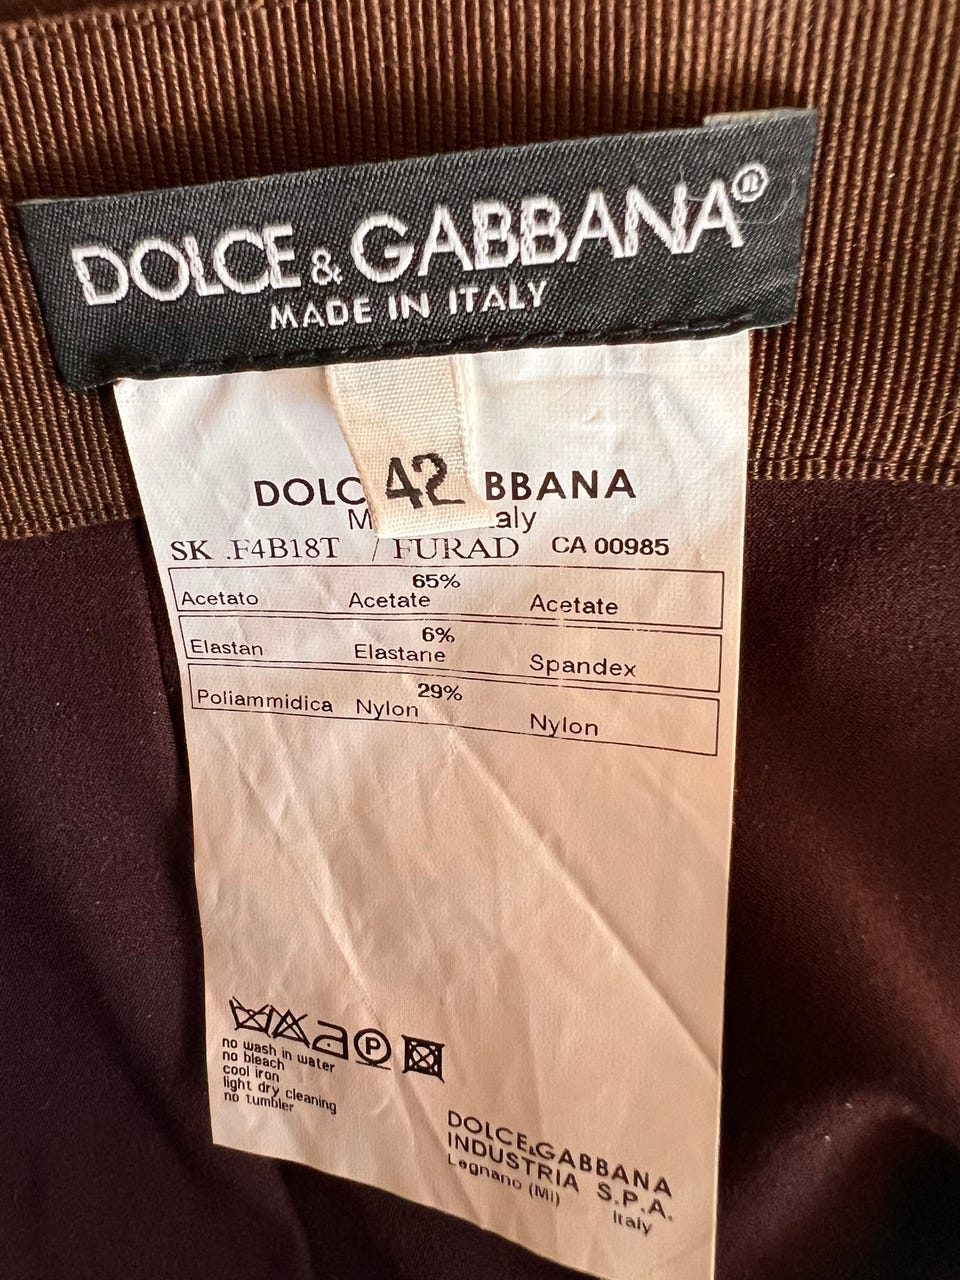 DOLCE & GABBANA®
MADE IN ITALY
42
DOLC BBANA
M aly
SK .F4B18T / FURAD CA 00985
65%
Acetato Acetate Acetate
6%
Elastan Elastane Spandex
29%
Poliammidica Nylon Nylon
P
no wash in water
no bleach
cool iron
light dry cleaning
no tumbler
DOLCE&GABBANA
INDUSTRIA S.P.A.
Legnano (MI)
Italy